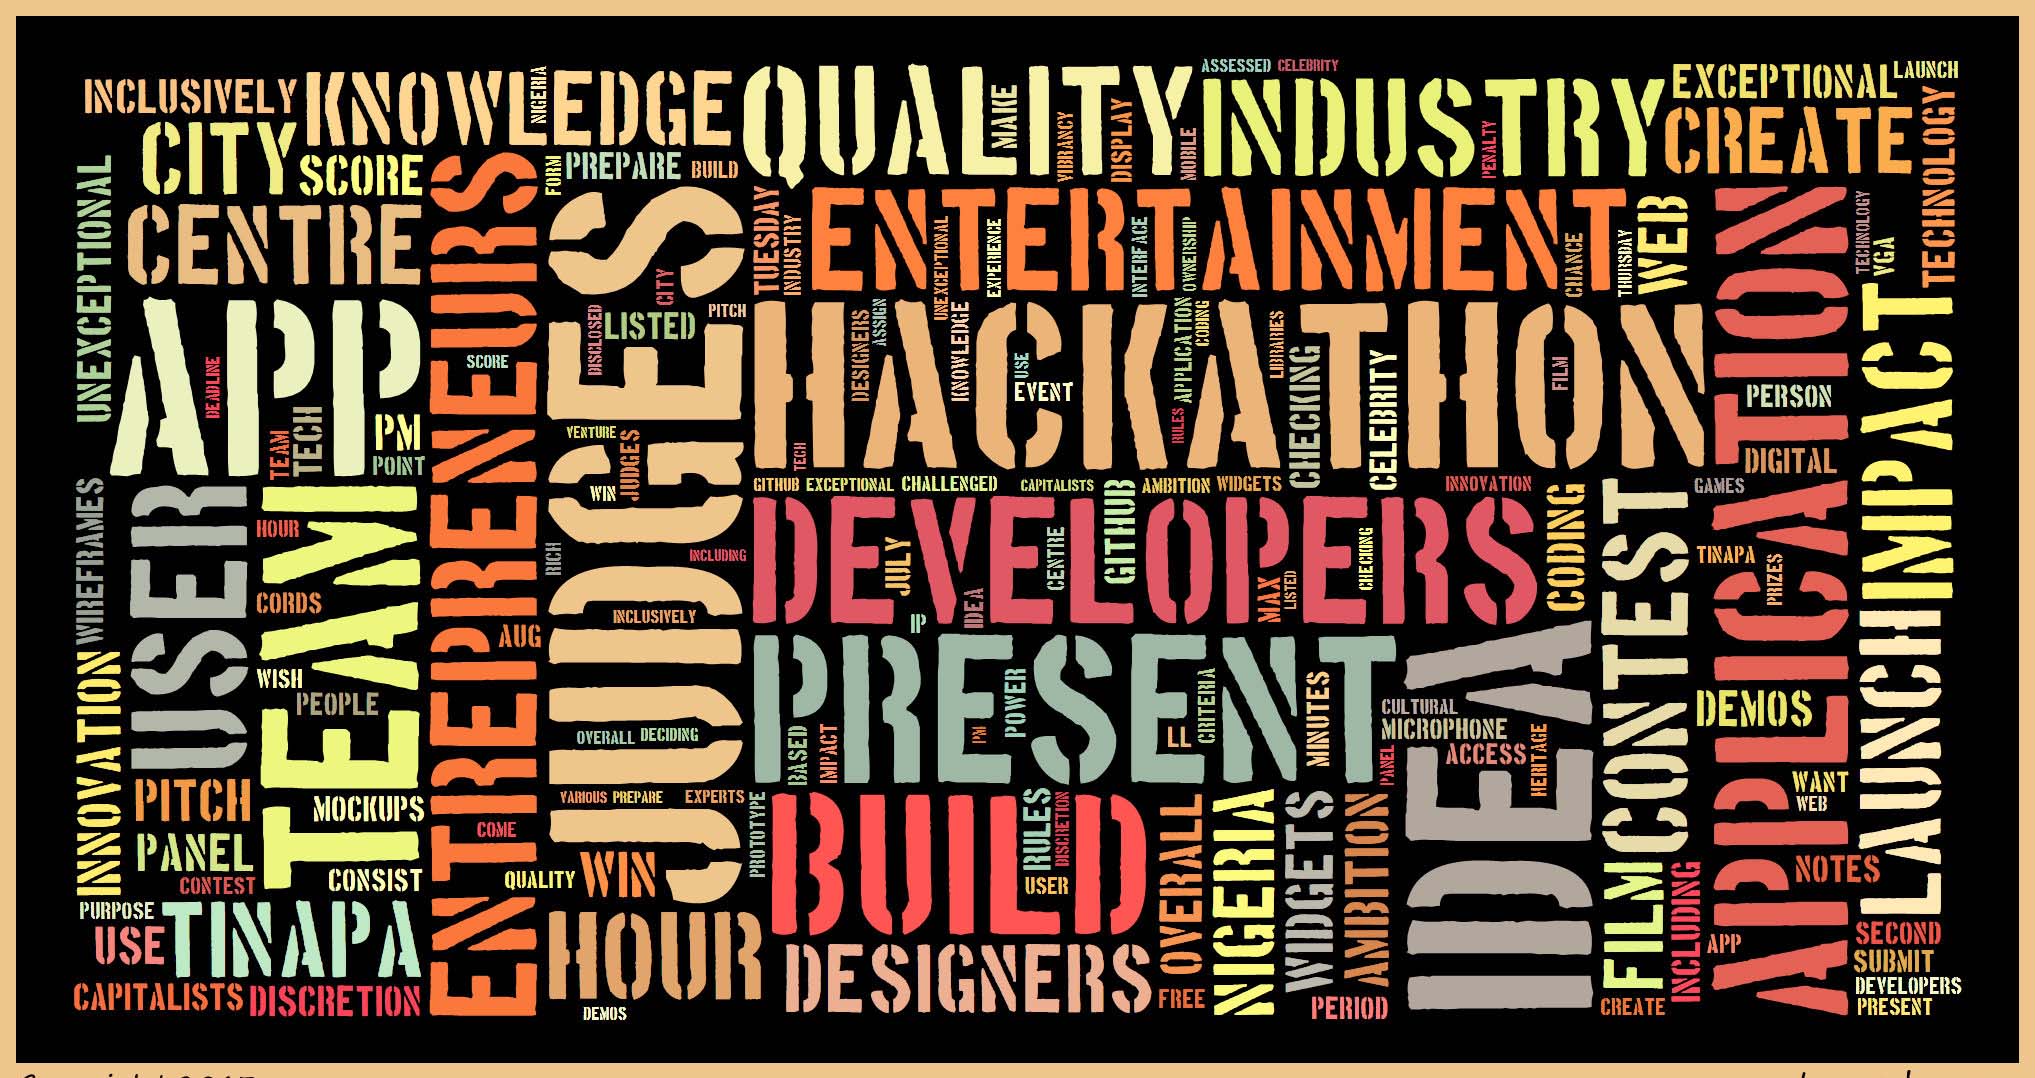 ASSESSED CELEBRITY
INCLUSIVELY
KNOWLEDGE
NIGERIA
QUALITY
MAKE
VIBRANCY
DISPLAY
MOBILE
INDUSTRY
PENALTY
EXCEPTIONAL
LAUNCH
CREATE
TECHNOLOGY
CITY
SCORE
FORM
PREPARE
BUILD
CENTRE
UNEXCEPTIONAL
ENTREPRENEURS
JUDGES
TUESDAY
INDUSTRY
ENTERTAINMENT
UNEXCEPTIONAL
EXPERIENCE
INTERFACE
OWNERSHIP
CHANCE
THURSDAY
WEB
APPLICATION
TECHNOLOGY
VGA
IMPACT
CITY
DISCLOSED
LISTED
PITCH
APP
DEADLINE
TEAM
TECH
PM
POINT
SCORE
HACKATHON
DESIGNERS
ASSIGN
KNOWLEDGE
USE
EVENT
APPLICATION
CODING
RULES
LIBRARIES
CHECKING
CELEBRITY
FILM
TECH
PERSON
DIGITAL
VENTURE
JUDGES
WIN
GITHUB EXCEPTIONAL CHALLENGED
CAPITALISTS
GITHUB
AMBITION WIDGETS
INNOVATION
GAMES
WIREFRAMES
USER
TEAM
HOUR
CORDS
RICH
INCLUDING
DEVELOPERS
JULY
IDEA
CENTRE
MAX
LISTED
CHECKING
CODING
CONTEST
TINAPA
PRIZES
AUG
INCLUSIVELY
IP
WISH
PEOPLE
INNOVATION
PRESENT
BASED
IMPACT
PM
POWER
FF
CRITERIA
MINUTES
CULTURAL
MICROPHONE
ACCESS
PANEL
HERITAGE
IDEA
DEMOS
LAUNCH
OVERALL DECIDING
PITCH
MOCKUPS
VARIOUS PREPARE
EXPERTS
PROTOTYPE
WANT
WEB
PANEL
COME
BUILD
RULES
DISCRETION
USER
OVERALL
NIGERIA
WIDGETS
AMBITION
FILM
INCLUDING
NOTES
CONTEST
CONSIST
QUALITY
WIN
PURPOSE
USE
TINAPA
HOUR
DESIGNERS
APP
SECOND
SUBMIT
CAPITALISTS
DISCRETION
DEMOS
FREE
PERIOD
CREATE
DEVELOPERS
PRESENT